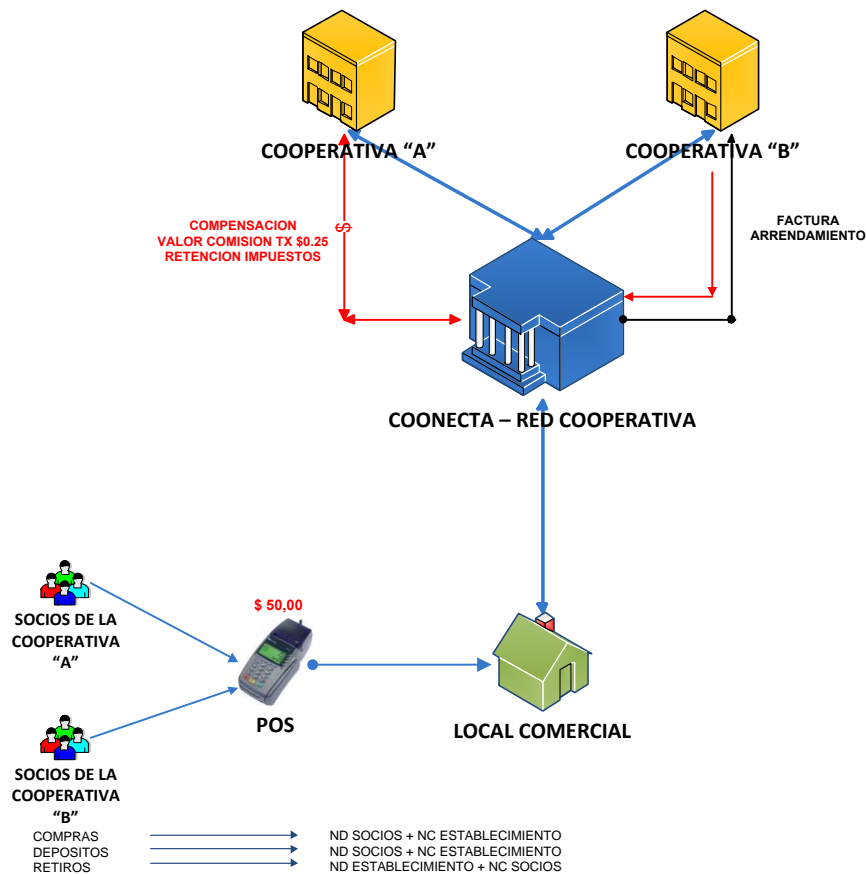 COOPERATIVA “A”
COOPERATIVA “B”
COMPENSACION
VALOR COMISION TX $0.25
RETENCION IMPUESTOS
$
FACTURA
ARRENDAMIENTO
COONECTA – RED COOPERATIVA
SOCIOS DE LA
COOPERATIVA
“A”
$ 50,00
POS
LOCAL COMERCIAL
SOCIOS DE LA
COOPERATIVA
“B”
COMPRAS ND SOCIOS + NC ESTABLECIMIENTO
DEPOSITOS ND SOCIOS + NC ESTABLECIMIENTO
RETIROS ND ESTABLECIMIENTO + NC SOCIOS